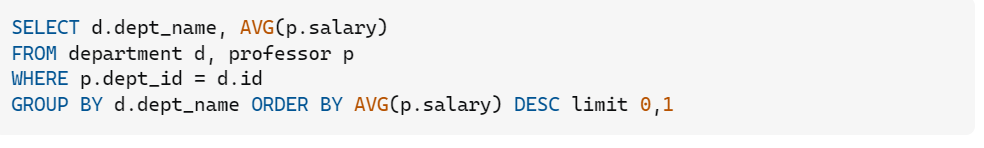 SELECT d.dept_name, AVG(p.salary)
FROM department d, professor p
WHERE p.dept_id = d.id
GROUP BY d.dept_name ORDER BY AVG(p.salary) DESC limit 0,1